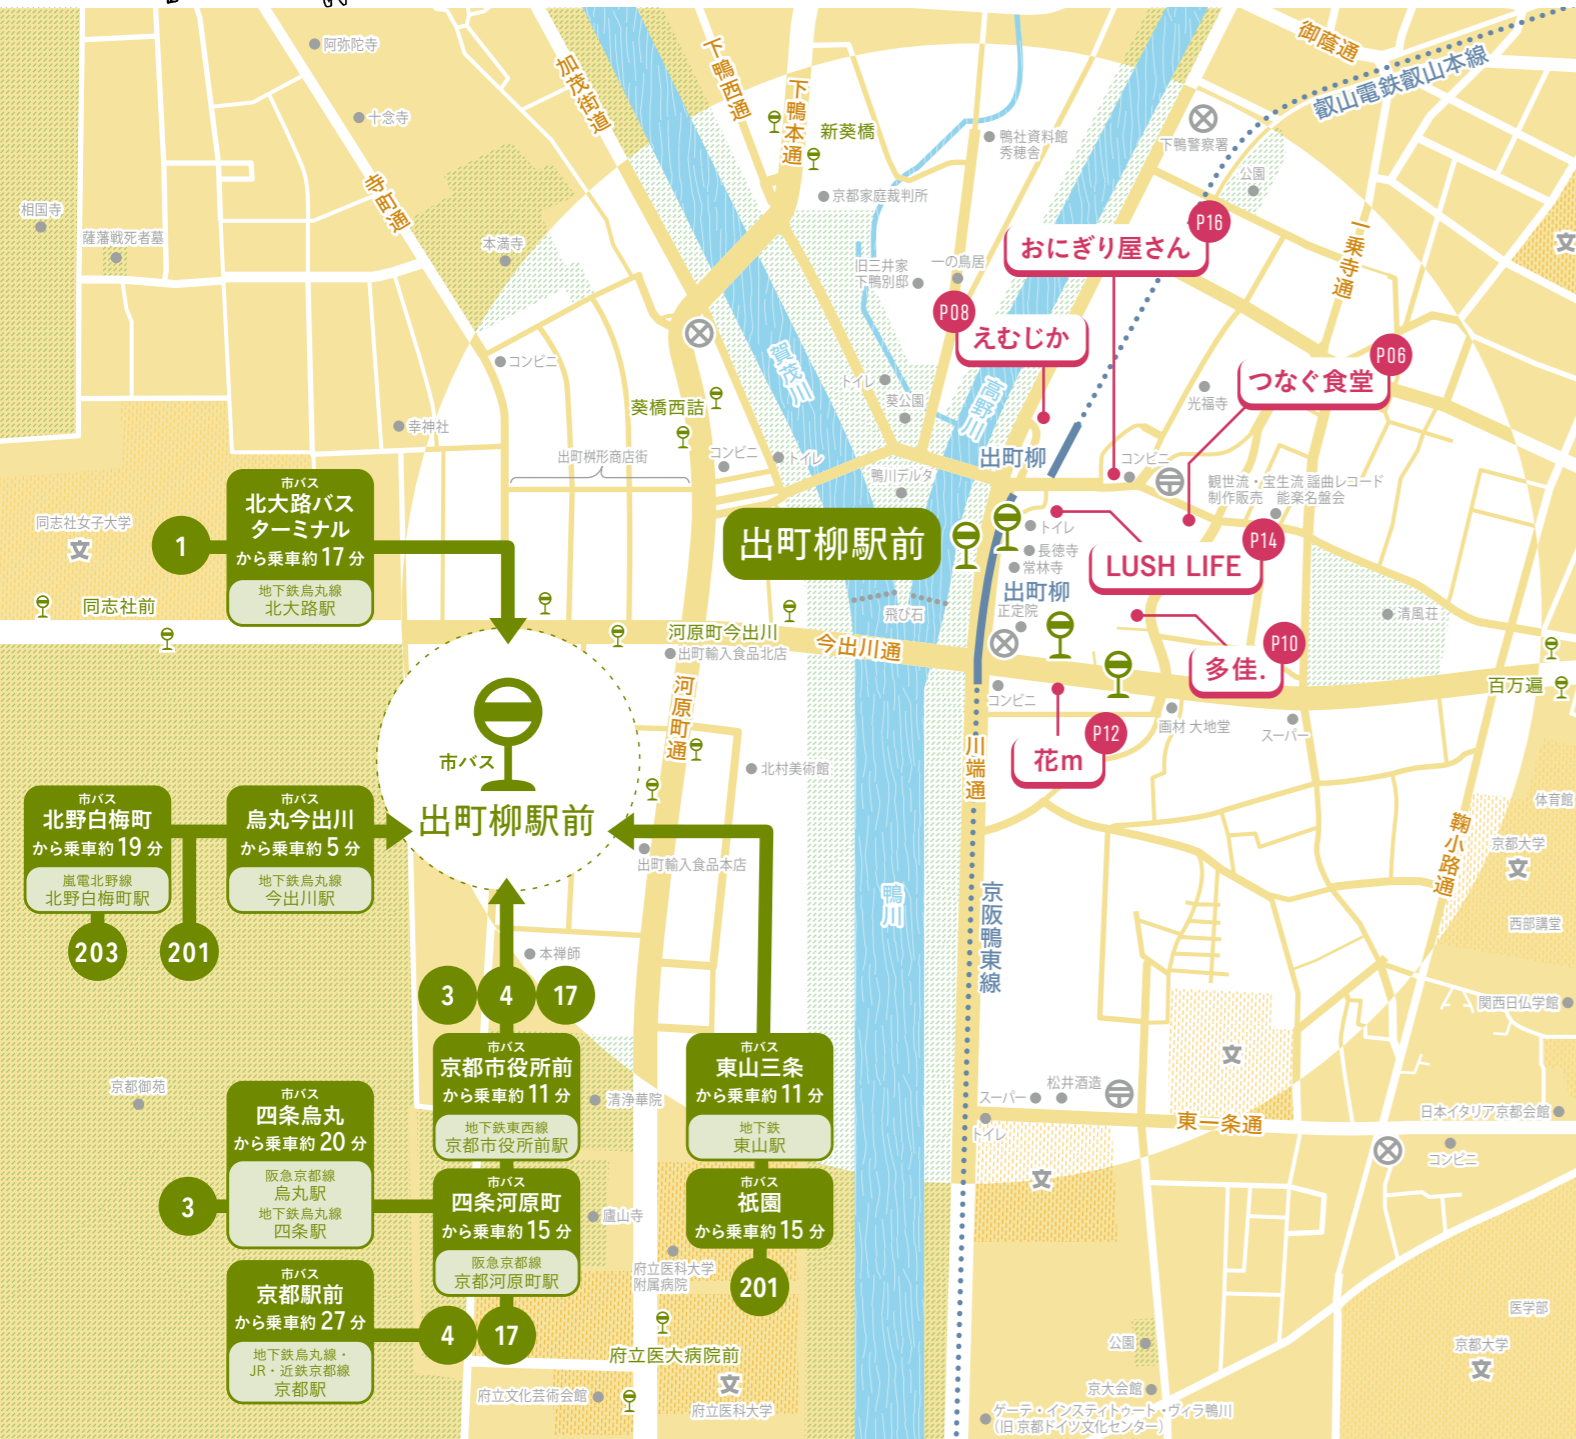 阿弥陀寺
十念寺
加茂街道
下鴨西通
下鴨本通
新葵橋
御蔭通
叡山電鉄叡山本線
鴨社資料館
秀穂舎
下鴨警察署
公園
京都家庭裁判所
寺町通
相国寺
薩藩戦死者墓
本満寺
旧三井家
下鴨別邸
一の鳥居
P16
おにぎり屋さん
一乗寺通
P08
えむじか
P06
つなぐ食堂
コンビニ
賀茂川
高野川
トイレ
葵公園
光福寺
葵橋西詰
幸神社
出町桝形商店街
コンビニ
トイレ
鴨川デルタ
出町柳
コンビニ
観世流・宝生流 謡曲レコード
制作販売 能楽名盤会
同志社女子大学
文
同志社前
1
市バス
北大路バス
ターミナル
から乗車約17分
地下鉄烏丸線
北大路駅
出町柳駅前
トイレ
長徳寺
常林寺
出町柳
正定院
P14
LUSH LIFE
清風荘
飛び石
河原町今出川
出町輸入食品北店
今出川通
P10
多佳.
百万遍
コンビニ
画材 大地堂
スーパー
P12
花m
河原町通
北村美術館
川端通
市バス
出町柳駅前
出町輸入食品本店
市バス
北野白梅町
から乗車約19分
嵐電北野線
北野白梅町駅
203
201
市バス
烏丸今出川
から乗車約5分
地下鉄烏丸線
今出川駅
鴨川
京阪鴨東線
鞠小路通
体育館
京都大学
文
西部講堂
関西日仏学館
本禅師
3
4
17
市バス
京都市役所前
から乗車約11分
地下鉄東西線
京都市役所前駅
市バス
東山三条
から乗車約11分
地下鉄
東山駅
文
京都御苑
清浄華院
スーパー
松井酒造
トイレ
東一条通
日本イタリア京都会館
コンビニ
市バス
四条烏丸
から乗車約20分
阪急京都線
烏丸駅
地下鉄烏丸線
四条駅
3
市バス
四条河原町
から乗車約15分
阪急京都線
京都河原町駅
市バス
祇園
から乗車約15分
201
廬山寺
文
府立医科大学
附属病院
市バス
京都駅前
から乗車約27分
地下鉄烏丸線・
JR・近鉄京都線
京都駅
4
17
府立医大病院前
府立文化芸術会館
文
府立医科大学
医学部
京都大学
文
公園
京大会館
ゲーテ・インスティトゥート・ヴィラ鴨川
（旧 京都ドイツ文化センター）